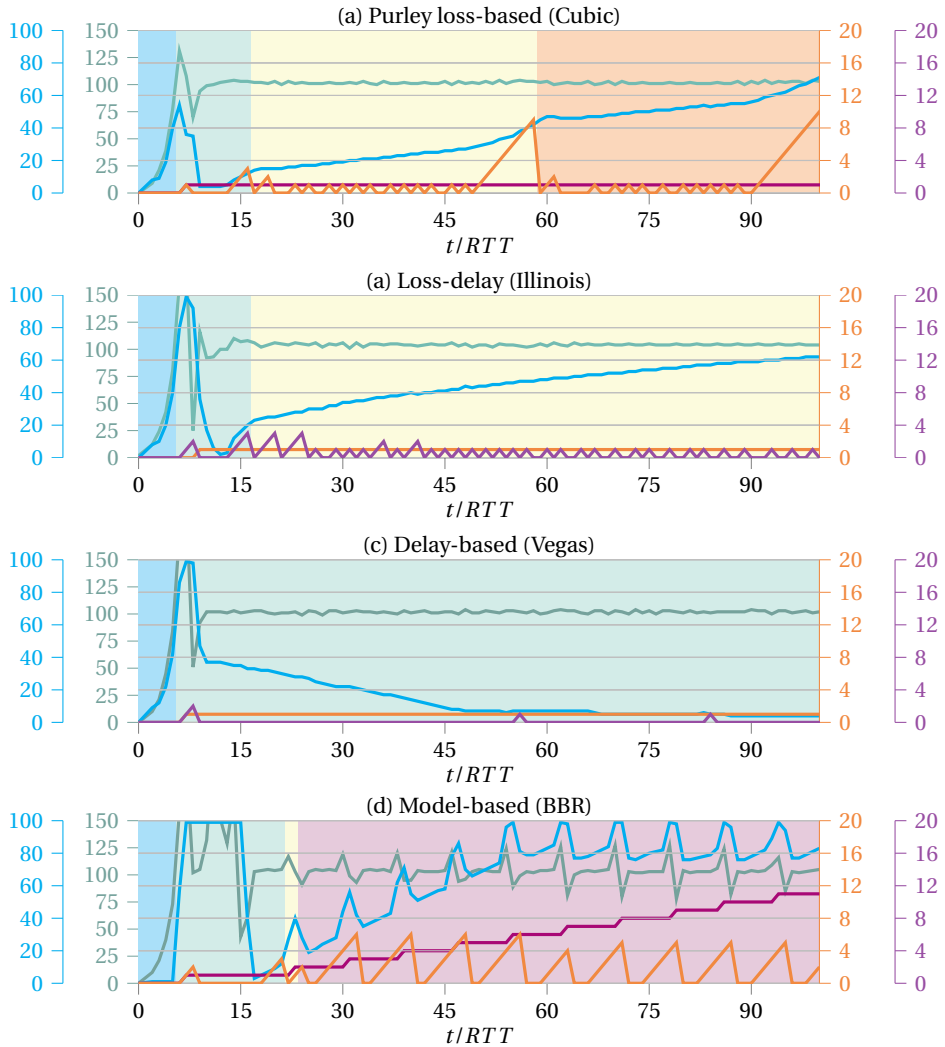 (a) Purley loss-based (Cubic)
100 150 20 20
80 125 16 16
60 100 12 12
75
40 50 8 8
20 25 4 4
0 0 0 0
0 15 30 45 60 75 90
t/RTT
(a) Loss-delay (Illinois)
100 150 20 20
80 125 16 16
60 100 12 12
75
40 50 8 8
20 25 4 4
0 0 0 0
0 15 30 45 60 75 90
t/RTT
(c) Delay-based (Vegas)
100 150 20 20
80 125 16 16
60 100 12 12
75
40 50 8 8
20 25 4 4
0 0 0 0
0 15 30 45 60 75 90
t/RTT
(d) Model-based (BBR)
100 150 20 20
80 125 16 16
60 100 12 12
75
40 50 8 8
20 25 4 4
0 0 0 0
0 15 30 45 60 75 90
t/RTT